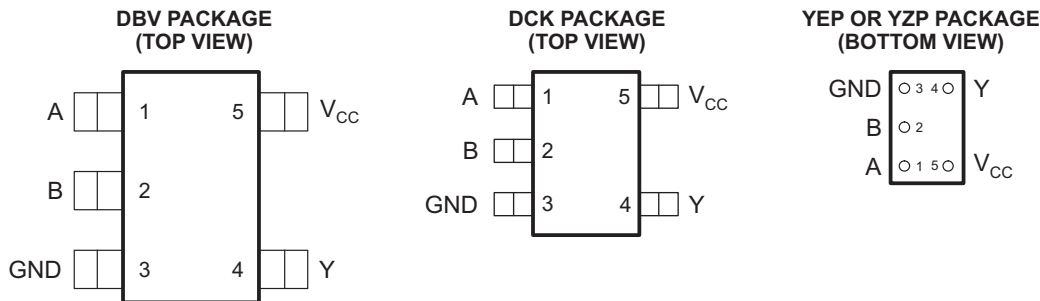 DBV PACKAGE
(TOP VIEW)
A 1 5 VCC
B 2
GND 3 4 Y
DCK PACKAGE
(TOP VIEW)
A 1 5 VCC
B 2
GND 3 4 Y
YEP OR YZP PACKAGE
(BOTTOM VIEW)
GND 3 4 Y
B 2
A 1 5 VCC